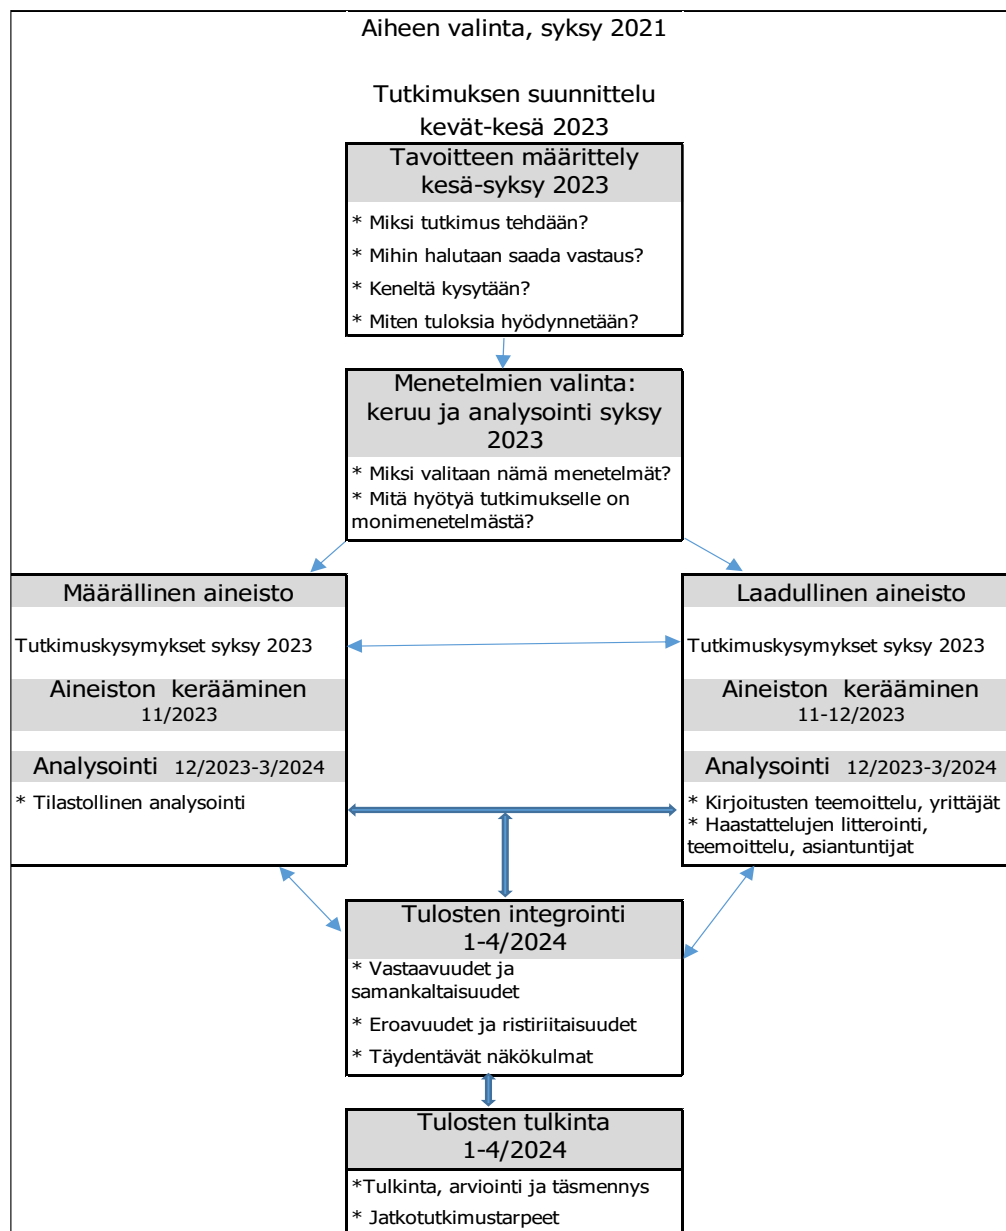 Aiheen valinta, syksy 2021
Tutkimuksen suunnittelu
kevät-kesä 2023
Tavoitteen määrittely
kesä-syksy 2023
* Miksi tutkimus tehdään?
* Mihin halutaan saada vastaus?
* Keneltä kysytään?
* Miten tuloksia hyödynnetään?
Menetelmien valinta:
keruu ja analysointi syksy
2023
* Miksi valitaan nämä menetelmät?
* Mitä hyötyä tutkimukselle on
monimenetelmästä?
Määrällinen aineisto
Tutkimuskysymykset syksy 2023
Aineiston kerääminen
11/2023
Analysointi 12/2023-3/2024
* Tilastollinen analysointi
Laadullinen aineisto
Tutkimuskysymykset syksy 2023
Aineiston kerääminen
11-12/2023
Analysointi 12/2023-3/2024
* Kirjoitusten teemoittelu, yrittäjät
* Haastattelujen litterointi,
teemoittelu, asiantuntijat
Tulosten integrointi
1-4/2024
* Vastaavuudet ja
samankaltaisuudet
* Eroavuudet ja ristiriitaisuudet
* Täydentävät näkökulmat
Tulosten tulkinta
1-4/2024
*Tulkinta, arviointi ja täsmennys
* Jatkotutkimustarpeet